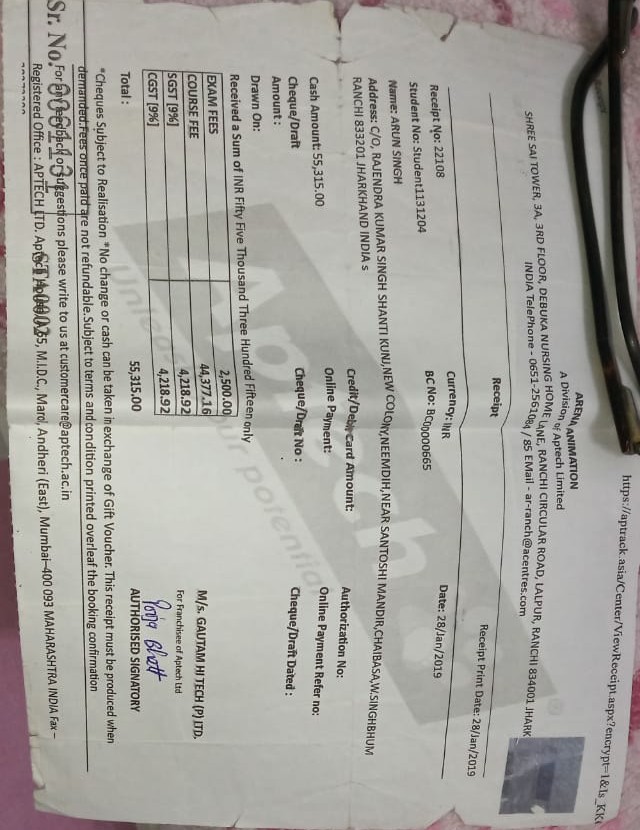 https://aptrack.asia/Center/ViewReceipt.aspx?encrypt=1&Is_KK
ARENA ANIMATION
A Division of Aptech Limited
SHREE SAI TOWER, 3A, 3RD FLOOR, DEBUKA NURSING HOME LANE, RANCHI CIRCULAR ROAD, LALPUR, RANCHI 834001 JHARK
INDIA TelePhone - 0651-2561084 / 85 EMail - ar-ranch@acentres.com
Receipt
Receipt Print Date: 28/Jan/2019
Currency: INR
Receipt No: 22108
BC No: BC00000665
Date: 28/Jan/2019
Student No: Student1131204
Name: ARUN SINGH
Address: C/O, RAJENDRA KUMAR SINGH SHANTI KUNJ,NEW COLONY,NEEMDIH,NEAR SANTOSHI MANDIR,CHAIBASA,W.SINGHBHUM
RANCHI 833201 JHARKHAND INDIA s
Cash Amount: 55,315.00
Credit/Debit Card Amount:
Authorization No:
Online Payment:
Online Payment Refer no:
Cheque/Draft
Amount :
Cheque/Draft No :
Cheque/Draft Dated :
Drawn On:
Received a Sum of INR Fifty Five Thousand Three Hundred Fifteen only
EXAM FEES 2,500.00
COURSE FEE 44,377.16
SGST [9%] 4,218.92
CGST [9%] 4,218.92
Total : 55,315.00
M/s. GAUTAM HI TECH (P) LTD.
For Franchisee of Aptech Ltd
Pooja Bhatt
AUTHORISED SIGNATORY
*Cheques Subject to Realisation *No change or cash can be taken in exchange of Gift Voucher. This receipt must be produced when
demanded.Fees once paid are not refundable.Subject to terms and condition printed overleaf the booking confirmation
For any feedback or suggestions please write to us at customercare@aptech.ac.in
Sr. No.
Registered Office : APTECH LTD. Aptech House, A-65, M.I.D.C., Marol, Andheri (East), Mumbai-400 093 MAHARASHTRA INDIA Fax -
Aptech
Unleash your potential